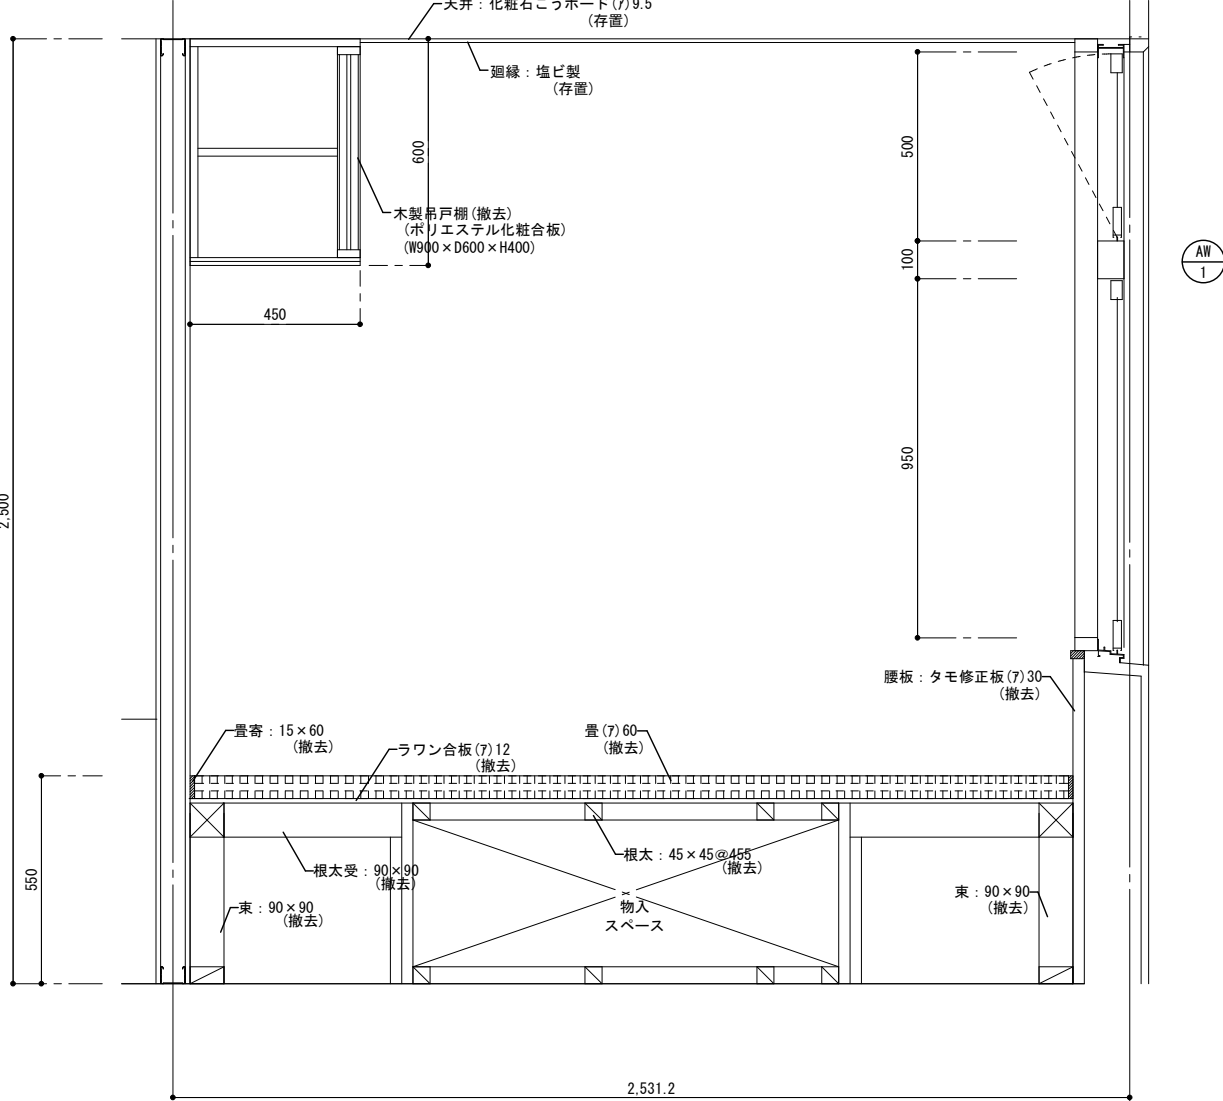 天井：化粧石こうボード(ｱ)9.5
(存置)
廻縁：塩ビ製
(存置)
600
500
木製吊戸棚(撤去)
(ポリエステル化粧合板)
(W900×D600×H400)
100
AW
1
450
950
2,500
腰板：タモ修正板(ｱ)30
(撤去)
畳寄：15×60
(撤去)
畳(ｱ)60
(撤去)
ラワン合板(ｱ)12
(撤去)
550
根太：45×45@455
(撤去)
根太受：90×90
(撤去)
束：90×90
(撤去)
物入
スペース
束：90×90
(撤去)
2,531.2